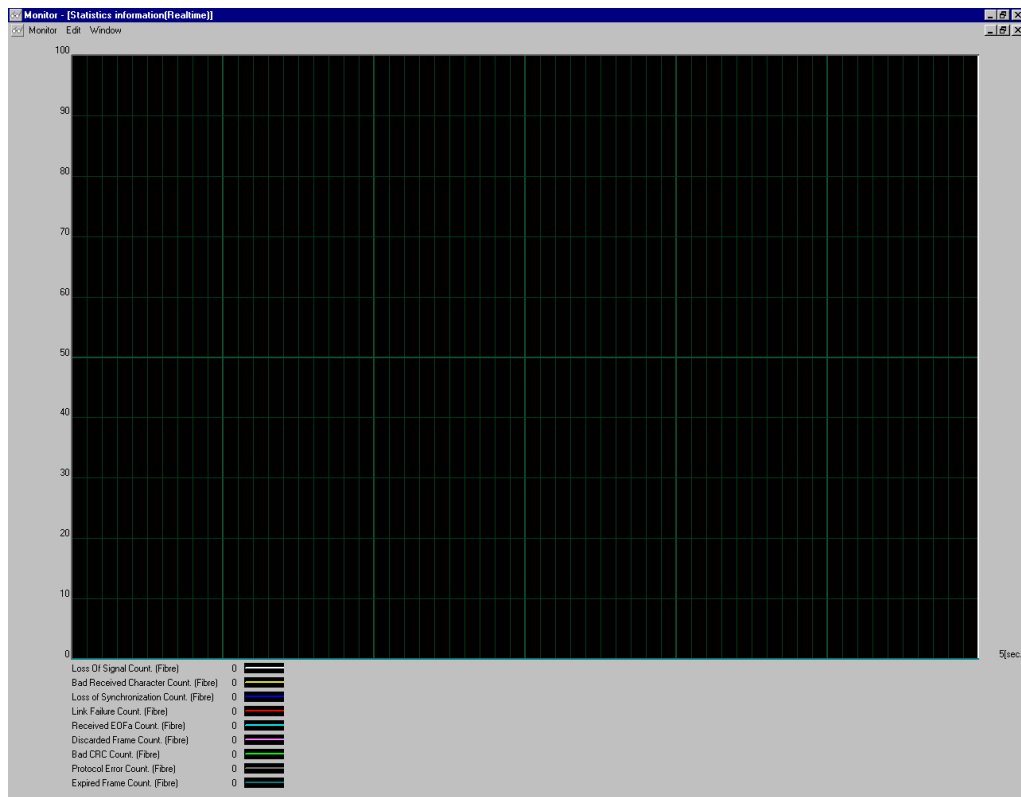 Monitor - [Statistics information(Realtime)]
Monitor Edit Window
100
90
80
70
60
50
40
30
20
10
0
5[sec.
Loss Of Signal Count. (Fibre) 0
Bad Received Character Count. (Fibre) 0
Loss of Synchronization Count. (Fibre) 0
Link Failure Count. (Fibre) 0
Received EOFa Count. (Fibre) 0
Discarded Frame Count. (Fibre) 0
Bad CRC Count. (Fibre) 0
Protocol Error Count. (Fibre) 0
Expired Frame Count. (Fibre) 0